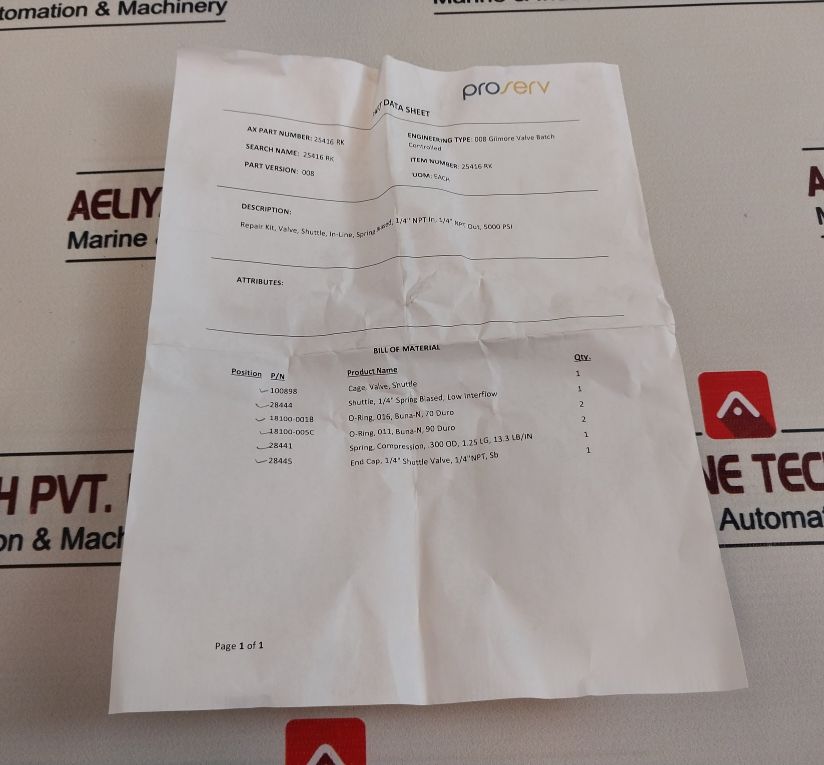 tomation & Machinery
proserv
DATA SHEET
AX PART NUMBER: 25416 RK
ENGINEERING TYPE: 008 Gilmore Valve Batch
Controlled
SEARCH NAME: 25416 RK
ITEM NUMBER: 25416 RK
PART VERSION: 008
UOM: EACH
AELIY
Marine
DESCRIPTION:
Repair Kit, Valve, Shuttle, In-Line, Spring Biased, 1/4" NPT In, 1/4" NPT Out, 5000 PSI
ATTRIBUTES:
BILL OF MATERIAL
Position P/N Product Name Qty.
100898 Cage, Valve, Shuttle 1
28444 Shuttle, 1/4" Spring Biased, Low Interflow 1
18100-001B O-Ring, 016, Buna-N, 70 Duro 2
18100-005C O-Ring, 011, Buna-N, 90 Duro 2
28441 Spring, Compression, .300 OD, 1.25 LG, 13.3 LB/IN 1
28445 End Cap, 1/4" Shuttle Valve, 1/4"NPT, Sb 1
H PVT.
on & Mach
NE TEC
Automa
Page 1 of 1